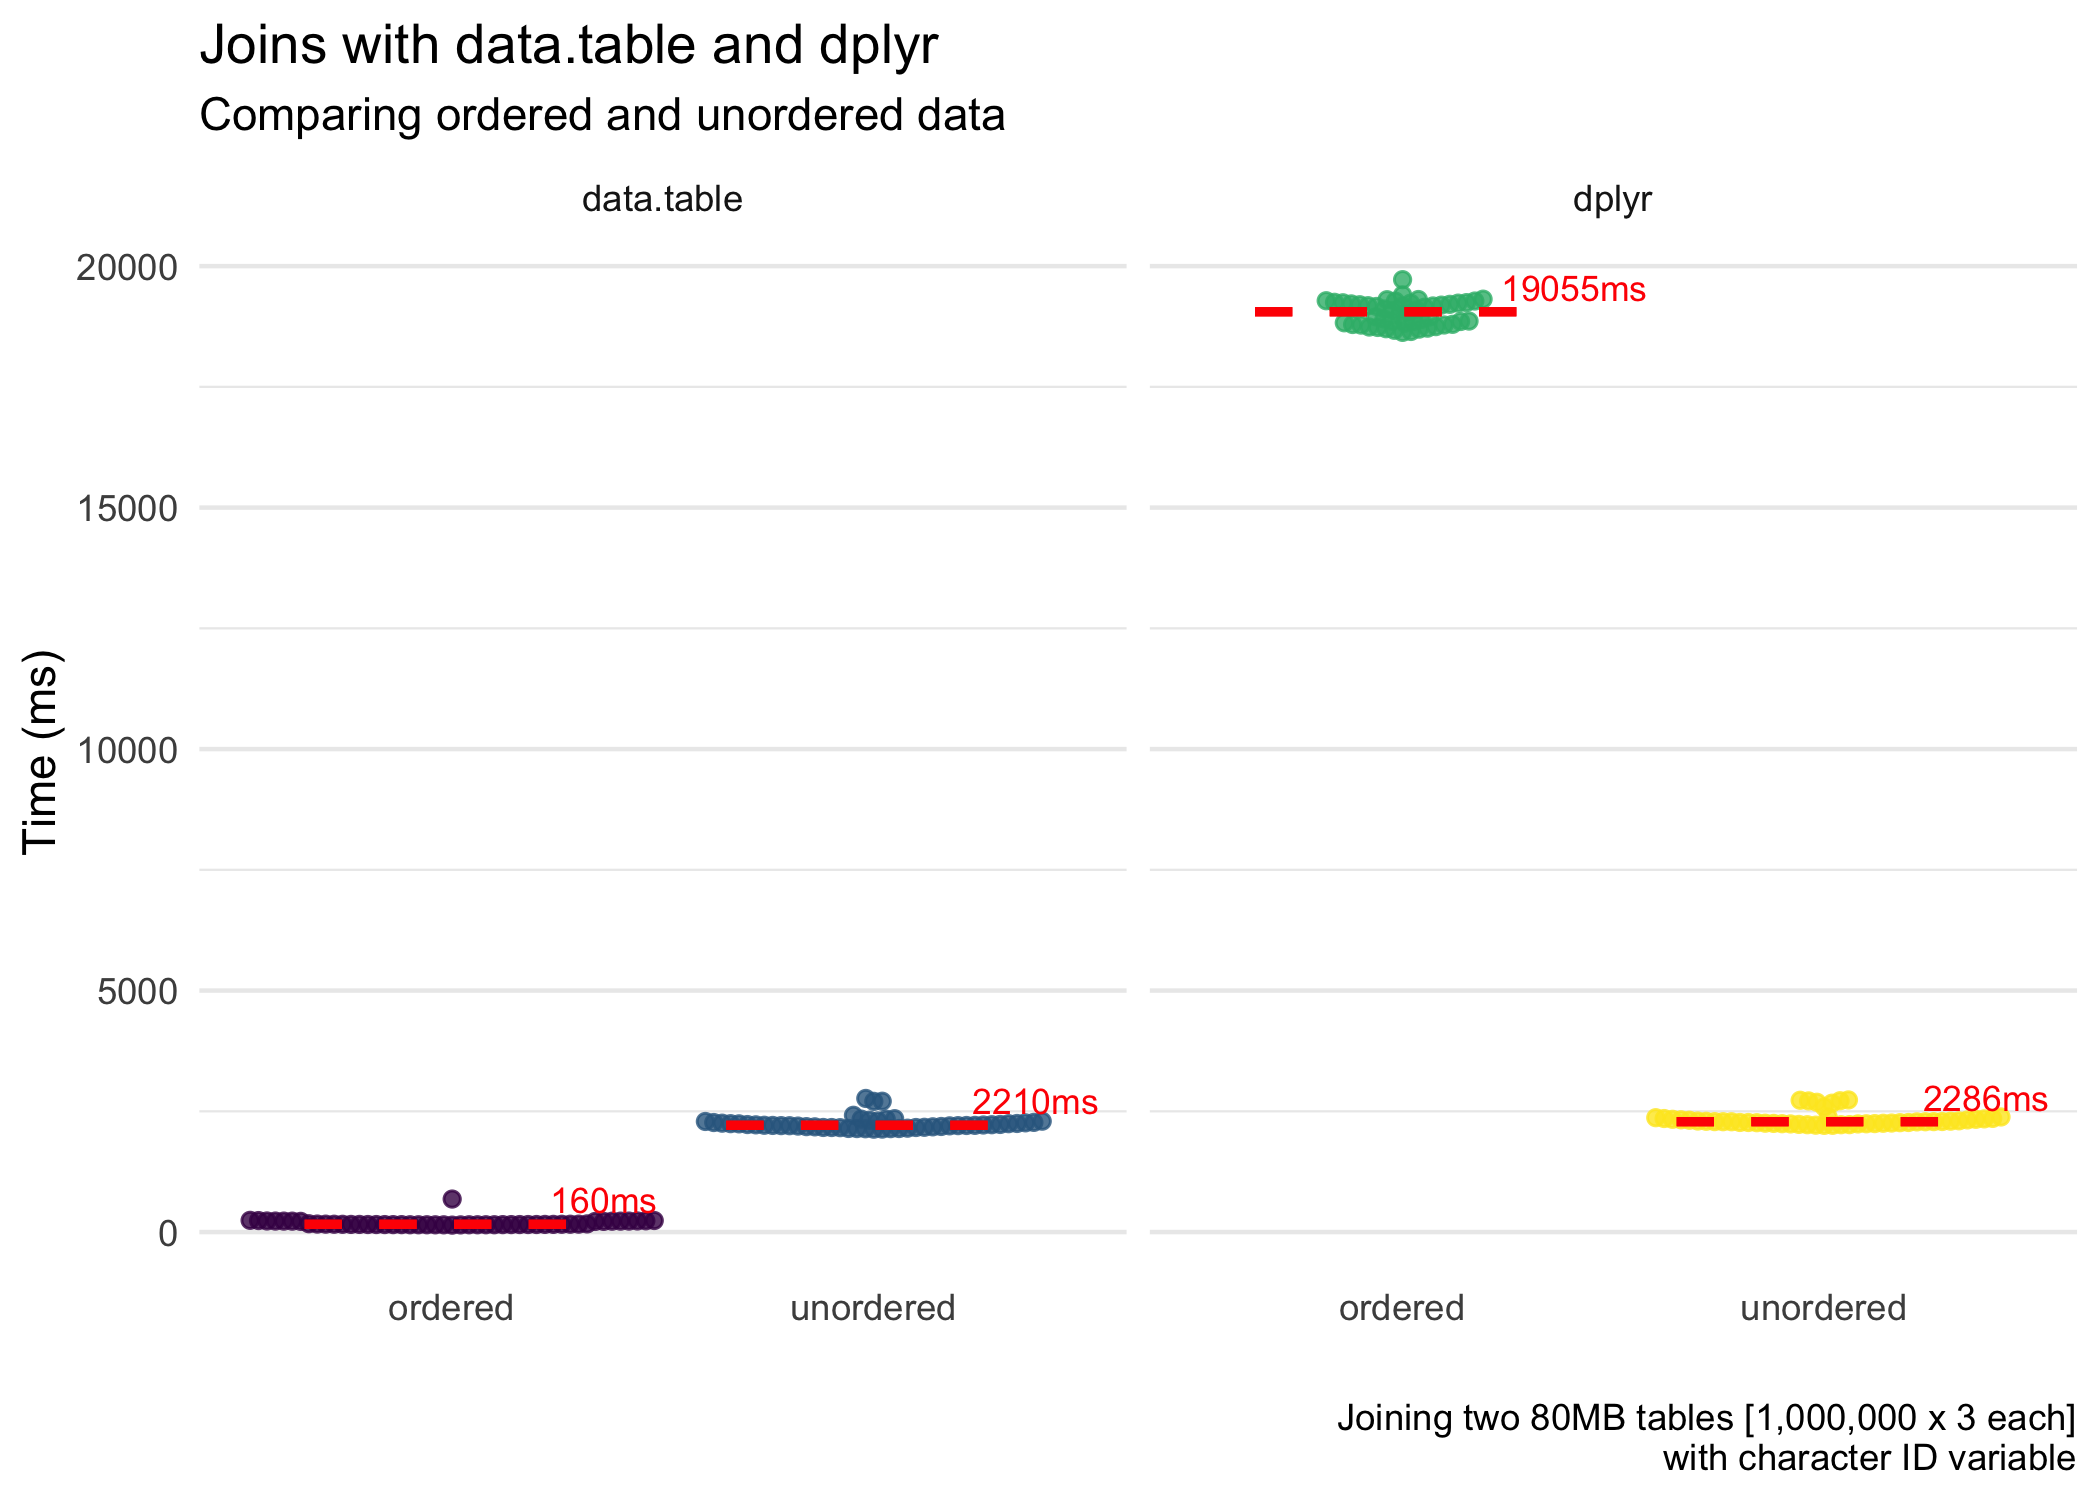 Joins with data.table and dplyr
Comparing ordered and unordered data
data.table
dplyr
Time (ms)
20000
15000
10000
5000
0
160ms
2210ms
19055ms
2286ms
ordered
unordered
ordered
unordered
Joining two 80MB tables [1,000,000 x 3 each]
with character ID variable